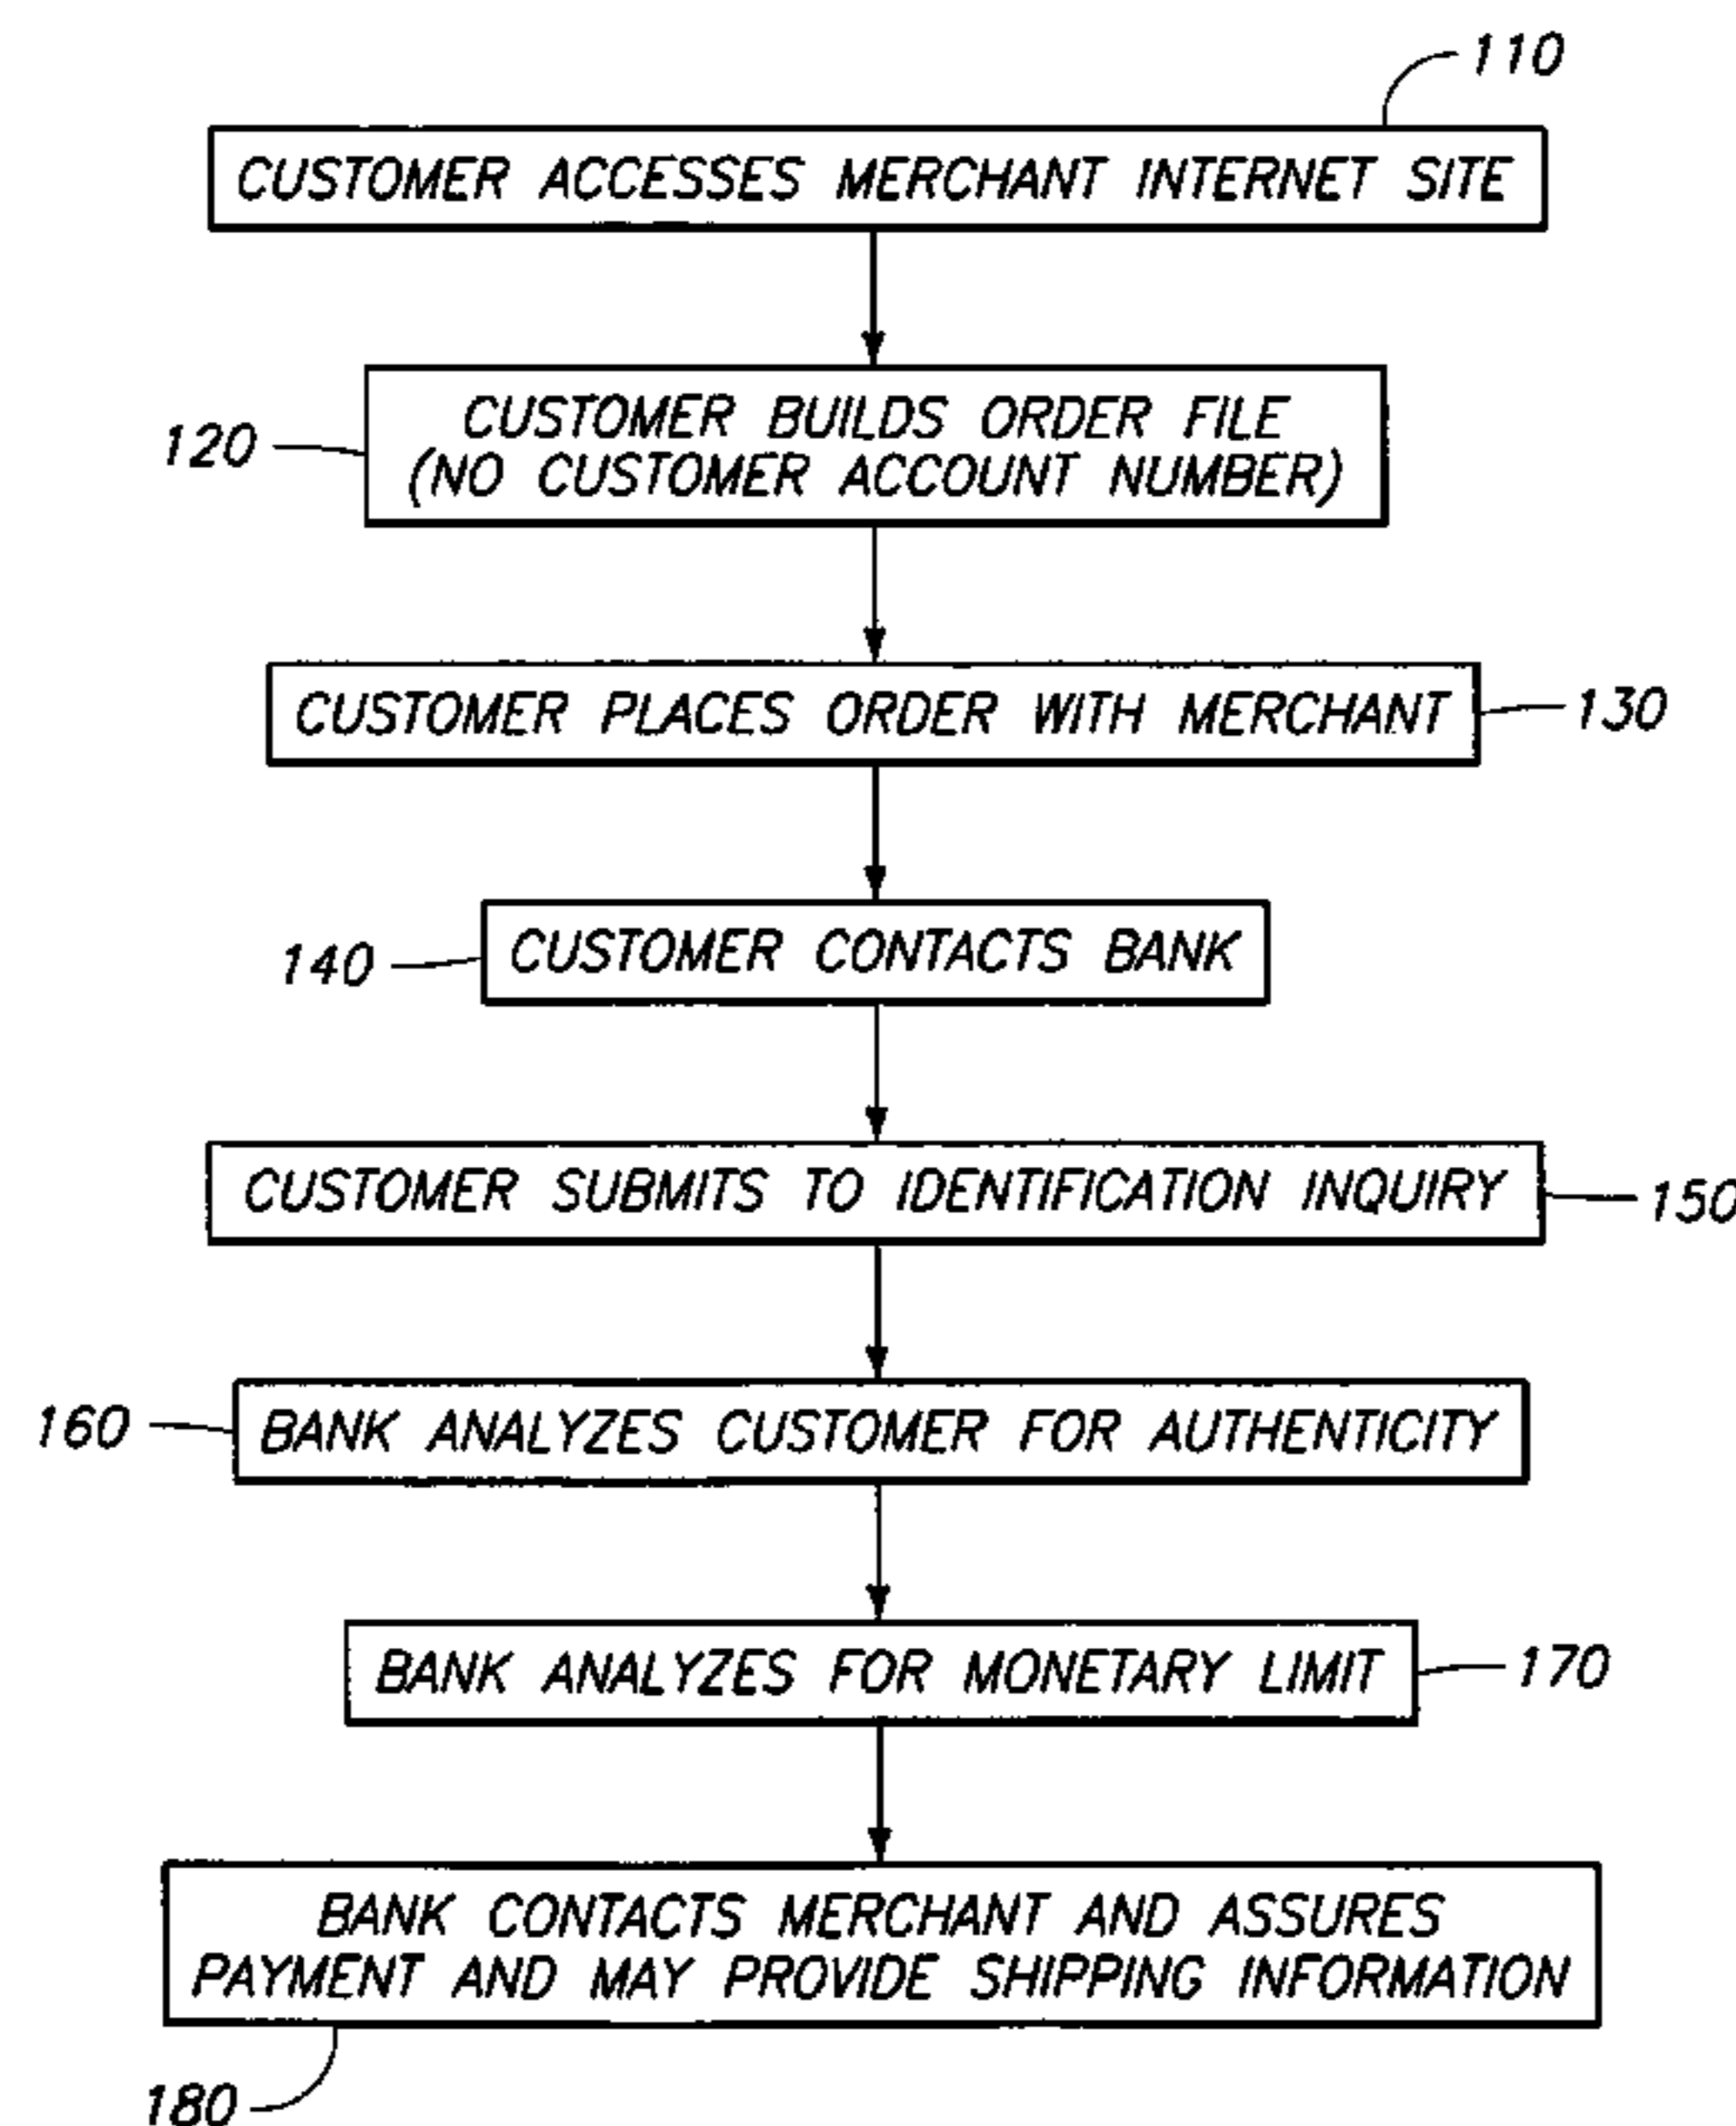 110
CUSTOMER ACCESSES MERCHANT INTERNET SITE
120
CUSTOMER BUILDS ORDER FILE
(NO CUSTOMER ACCOUNT NUMBER)
CUSTOMER PLACES ORDER WITH MERCHANT
130
140
CUSTOMER CONTACTS BANK
CUSTOMER SUBMITS TO IDENTIFICATION INQUIRY
150
160
BANK ANALYZES CUSTOMER FOR AUTHENTICITY
BANK ANALYZES FOR MONETARY LIMIT
170
BANK CONTACTS MERCHANT AND ASSURES
PAYMENT AND MAY PROVIDE SHIPPING INFORMATION
180